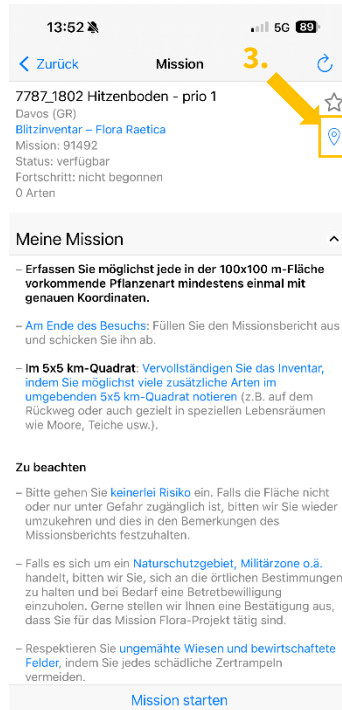 13:52 5G 89
Zurück Mission 3.
7787_1802 Hitzenboden - prio 1
Davos (GR)
Blitzinventar – Flora Raetica
Mission: 91492
Status: verfügbar
Fortschritt: nicht begonnen
0 Arten
Meine Mission
– Erfassen Sie möglichst jede in der 100x100 m-Fläche
vorkommende Pflanzenart mindestens einmal mit
genauen Koordinaten.
– Am Ende des Besuchs: Füllen Sie den Missionsbericht aus
und schicken Sie ihn ab.
– Im 5x5 km-Quadrat: Vervollständigen Sie das Inventar,
indem Sie möglichst viele zusätzliche Arten im
umgebenden 5x5 km-Quadrat notieren (z.B. auf dem
Rückweg oder auch gezielt in speziellen Lebensräumen
wie Moore, Teiche usw.).
Zu beachten
– Bitte gehen Sie keinerlei Risiko ein. Falls die Fläche nicht
oder nur unter Gefahr zugänglich ist, bitten wir Sie wieder
umzukehren und dies in den Bemerkungen des
Missionsberichts festzuhalten.
– Falls es sich um ein Naturschutzgebiet, Militärzone o.ä.
handelt, bitten wir Sie, sich an die örtlichen Bestimmungen
zu halten und bei Bedarf eine Betretbewilligung
einzuholen. Gerne stellen wir Ihnen eine Bestätigung aus,
dass Sie für das Mission Flora-Projekt tätig sind.
– Respektieren Sie ungemähte Wiesen und bewirtschaftete
Felder, indem Sie jedes schädliche Zertrampeln
vermeiden.
Mission starten